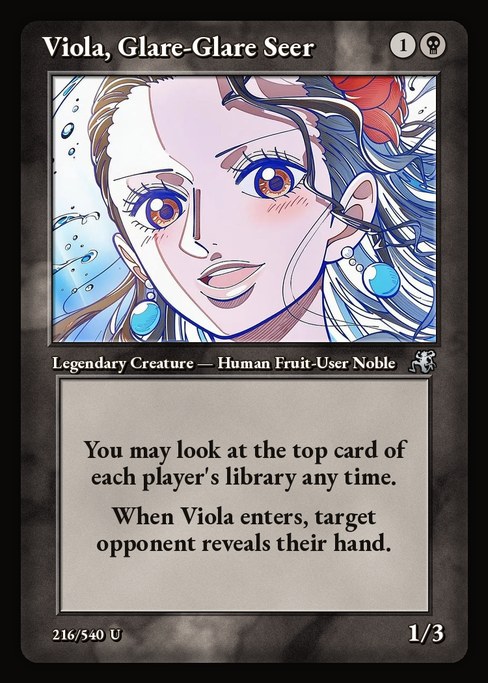 Viola, Glare-Glare Seer 1
Legendary Creature — Human Fruit-User Noble
You may look at the top card of
each player's library any time.
When Viola enters, target
opponent reveals their hand.
216/540 U 1/3